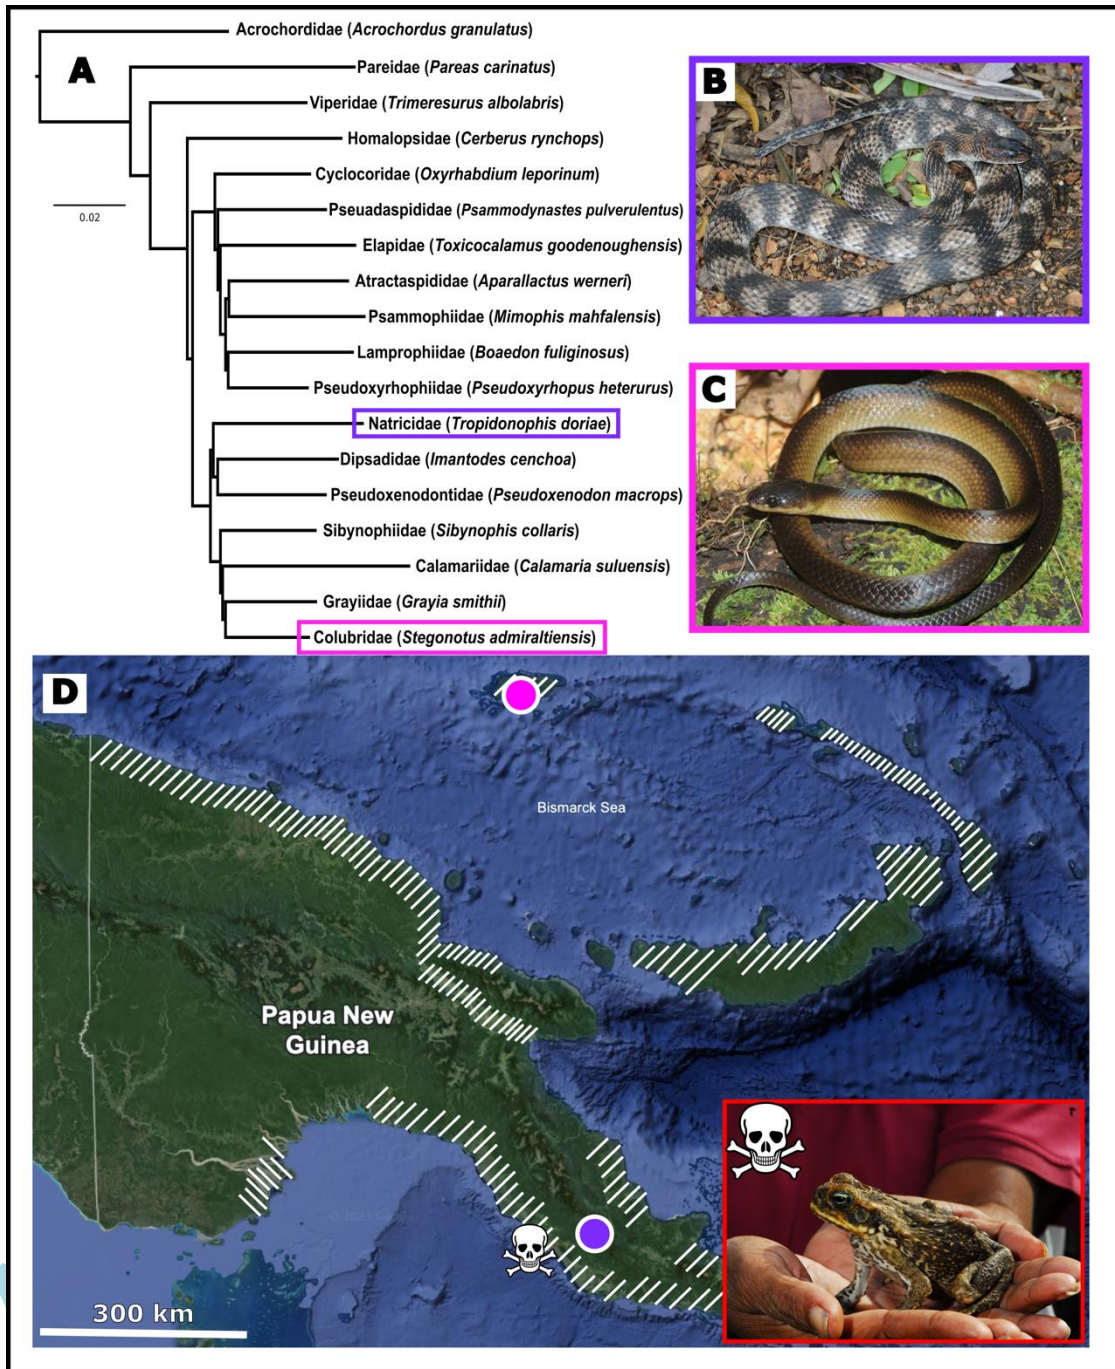 A
Acrochordidae (Acrochordus granulatus)
Pareidae (Pareas carinatus)
Viperidae (Trimeresurus albolabris)
Homalopsidae (Cerberus rynchops)
Cyclocoridae (Oxyrhabdium leporinum)
Pseudaspididae (Psammodynastes pulverulentus)
Elapidae (Toxicocalamus goodenoughensis)
Atractaspididae (Aparallactus werneri)
Psammophiidae (Mimophis mahfalensis)
Lamprophiidae (Boaedon fuliginosus)
Pseudoxyrhophiidae (Pseudoxyrhopus heterurus)
Natricidae (Tropidonophis doriae)
Dipsadidae (Imantodes cenchoa)
Pseudoxenodontidae (Pseudoxenodon macrops)
Sibynophiidae (Sibynophis collaris)
Calamariidae (Calamaria suluensis)
Grayiidae (Grayia smithii)
Colubridae (Stegonotus admiraltiensis)
0.02
B
C
D
Bismarck Sea
Papua New
Guinea
300 km